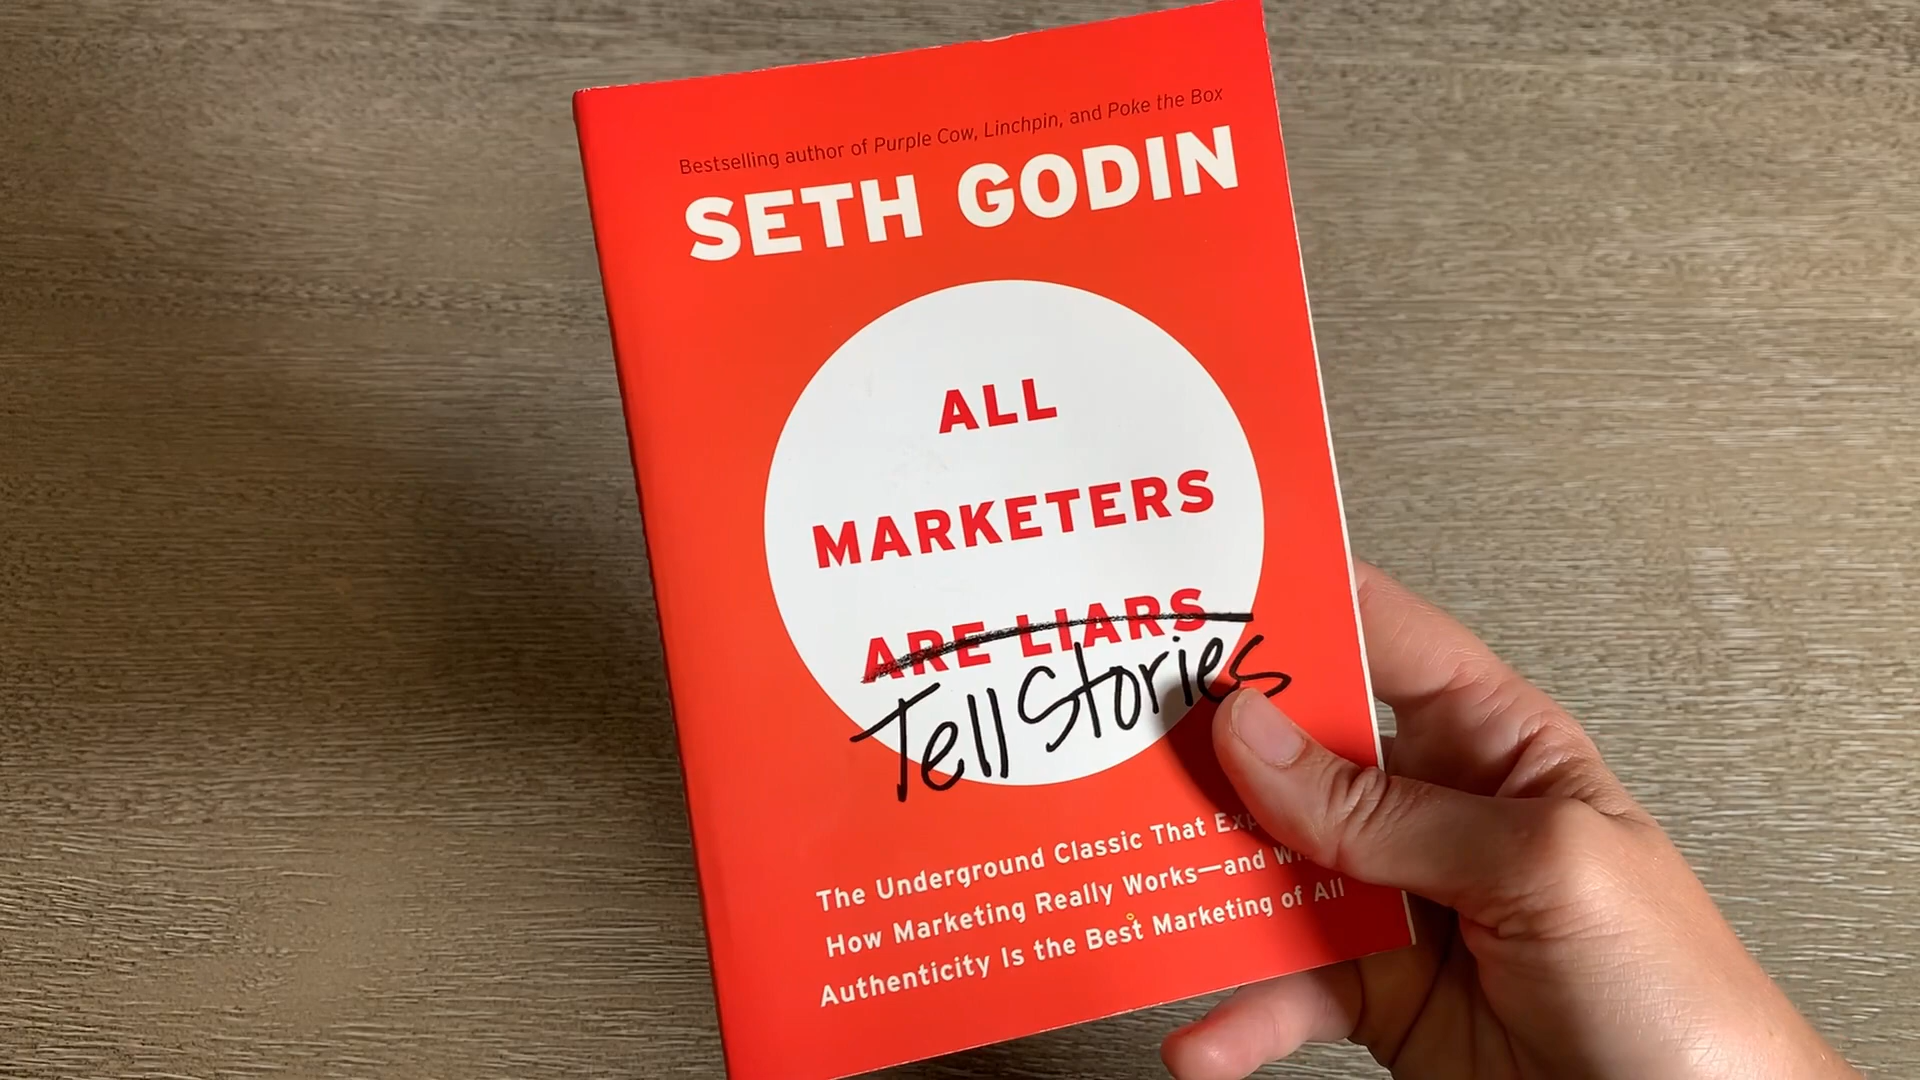 Bestselling author of Purple Cow, Linchpin, and Poke the Box
SETH GODIN
ALL
MARKETERS
ARE LIARS
Tell Stories
The Underground Classic That
How Marketing Really Works—and
Authenticity Is the Best Marketing of All